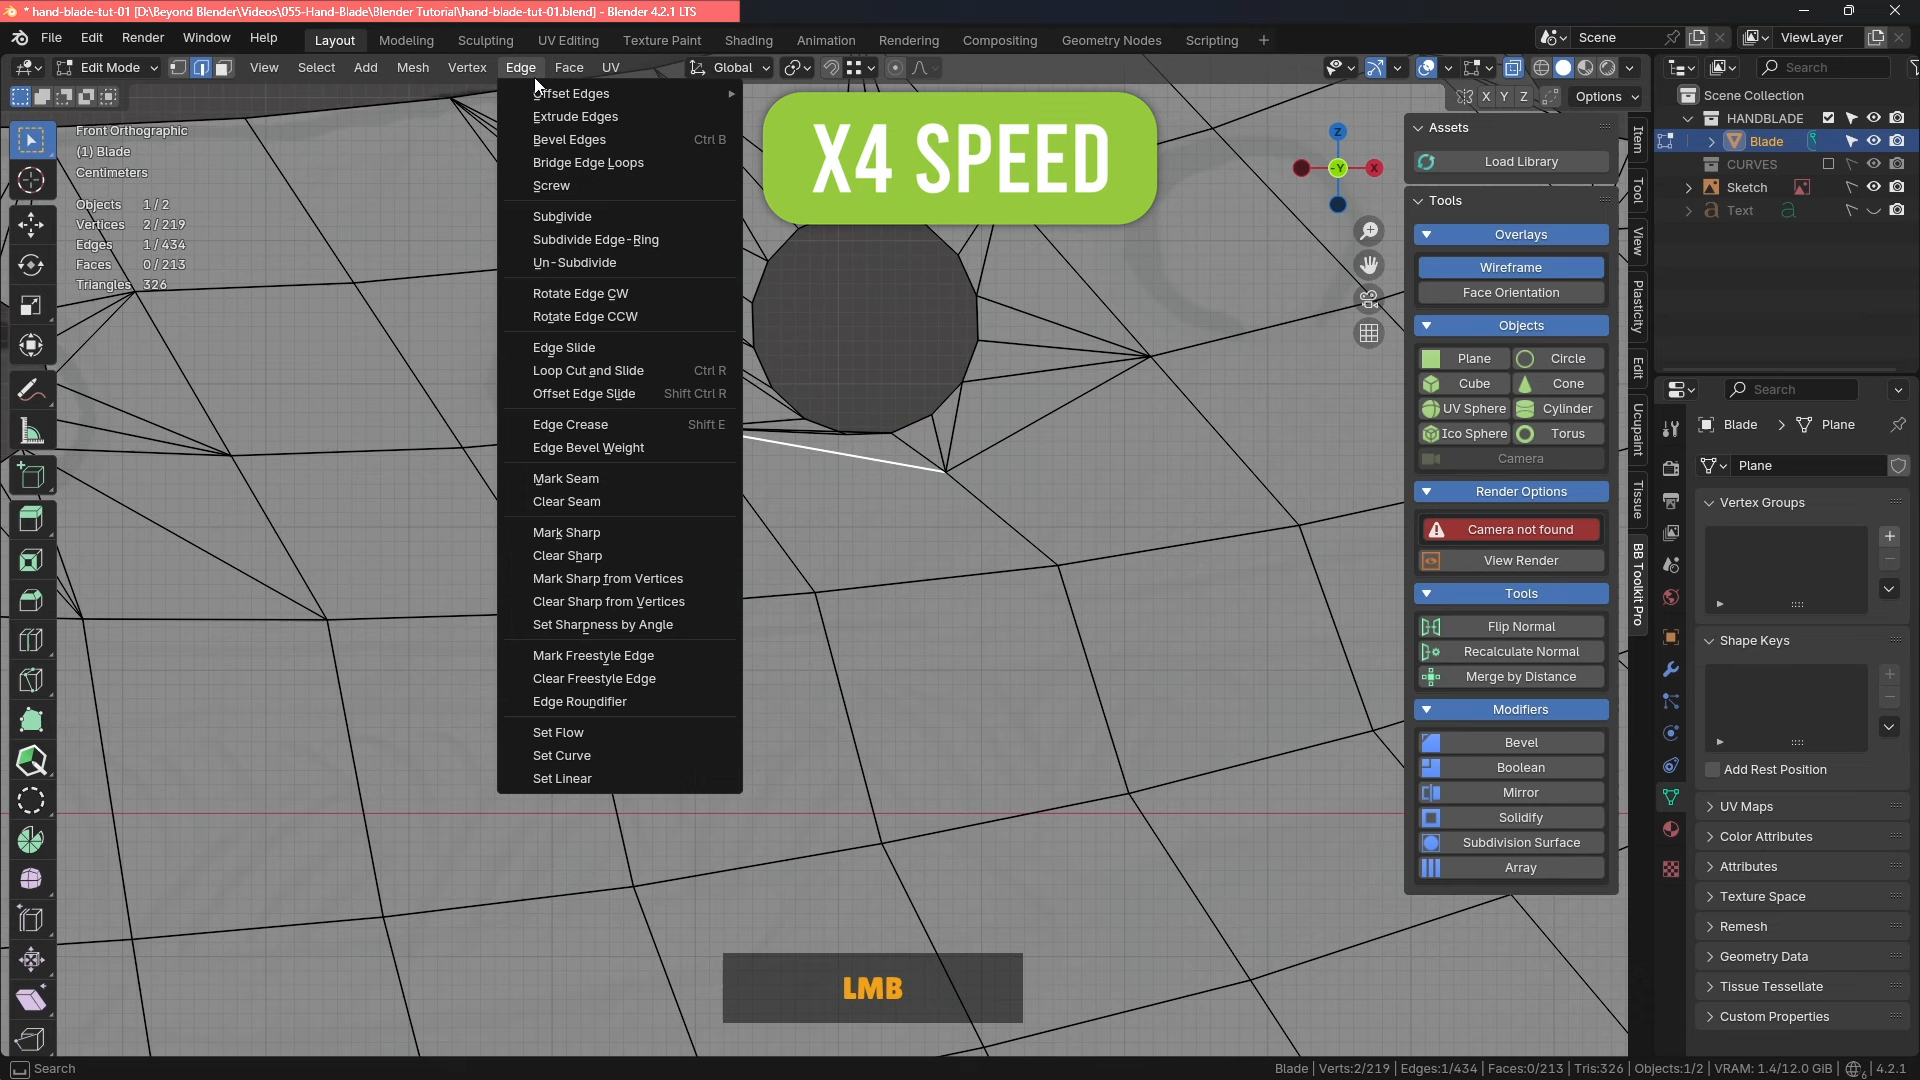 * hand-blade-tut-01 [D:\Beyond Blender\Videos\055-Hand-Blade\Blender Tutorial\hand-blade-tut-01.blend] - Blender 4.2.1 LTS
File Edit Render Window Help Layout Modeling Sculpting UV Editing Texture Paint Shading Animation Rendering Compositing Geometry Nodes Scripting + Scene ViewLayer
Edit Mode View Select Add Mesh Vertex Edge Face UV Global Search
X Y Z Options
Front Orthographic
(1) Blade
Centimeters
Objects 1/2
Vertices 2/219
Edges 1/434
Faces 0/213
Triangles 326
Offset Edges
Extrude Edges
Bevel Edges Ctrl B
Bridge Edge Loops
Screw
Subdivide
Subdivide Edge-Ring
Un-Subdivide
Rotate Edge CW
Rotate Edge CCW
Edge Slide
Loop Cut and Slide Ctrl R
Offset Edge Slide Shift Ctrl R
Edge Crease Shift E
Edge Bevel Weight
Mark Seam
Clear Seam
Mark Sharp
Clear Sharp
Mark Sharp from Vertices
Clear Sharp from Vertices
Set Sharpness by Angle
Mark Freestyle Edge
Clear Freestyle Edge
Edge Roundifier
Set Flow
Set Curve
Set Linear
X4 SPEED
Z
-Y X
LMB
Assets
Load Library
Tools
Overlays
Wireframe
Face Orientation
Objects
Plane Circle
Cube Cone
UV Sphere Cylinder
Ico Sphere Torus
Camera
Render Options
Camera not found
View Render
Tools
Flip Normal
Recalculate Normal
Merge by Distance
Modifiers
Bevel
Boolean
Mirror
Solidify
Subdivision Surface
Array
Item
Tool
View
Plasticity
Edit
Ucupaint
Tissue
BB Toolkit Pro
Scene Collection
HANDBLADE
Blade
CURVES
Sketch
Text
Search
Blade > Plane
Plane
Vertex Groups
Shape Keys
Add Rest Position
UV Maps
Color Attributes
Attributes
Texture Space
Remesh
Geometry Data
Tissue Tessellate
Custom Properties
Search
Blade | Verts:2/219 | Edges:1/434 | Faces:0/213 | Tris:326 | Objects:1/2 | VRAM: 1.4/12.0 GiB | 6 | 4.2.1